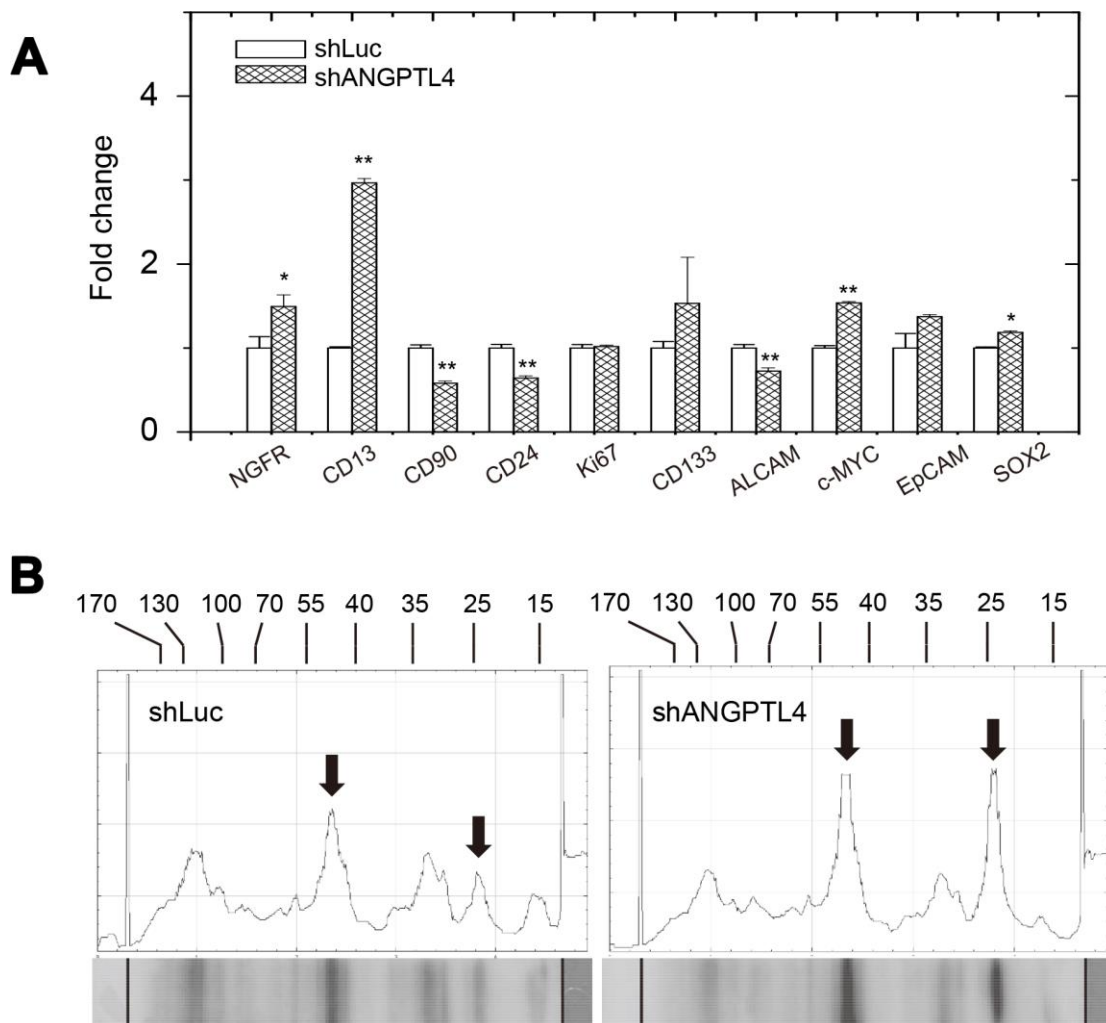 A
shLuc
shANGPTL4
Fold change
4
2
0
* ** ** ** ** ** *
NGFR CD13 CD90 CD24 Ki67 CD133 ALCAM c-MYC EpCAM SOX2
B
170 130 100 70 55 40 35 25 15
170 130 100 70 55 40 35 25 15
shLuc
shANGPTL4